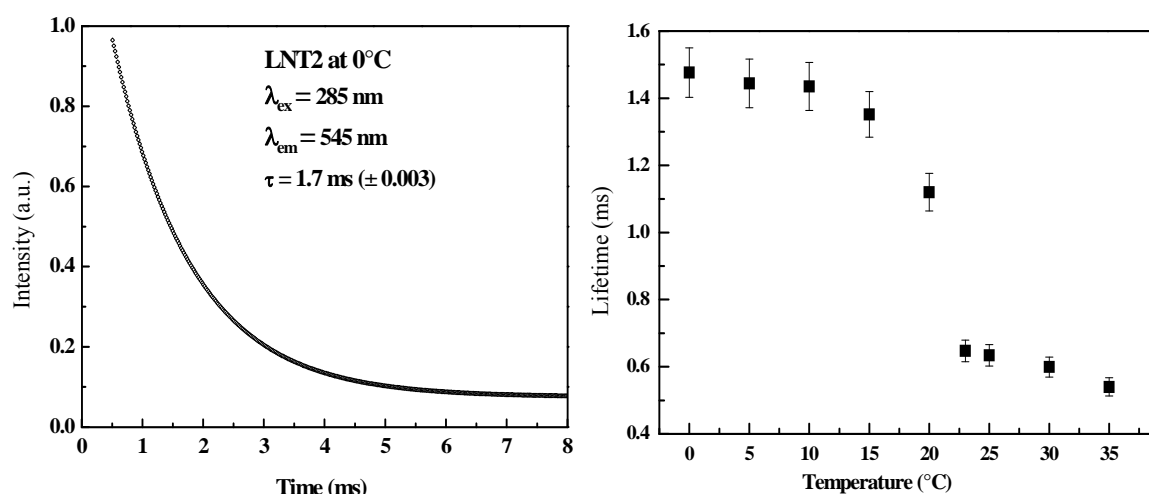 1.0
0.8
0.6
0.4
0.2
0.0
Intensity (a.u.)
LNT2 at 0°C
λex = 285 nm
λem = 545 nm
τ = 1.7 ms (± 0.003)
0 1 2 3 4 5 6 7 8
Time (ms)
1.6
1.4
1.2
1.0
0.8
0.6
0.4
Lifetime (ms)
0 5 10 15 20 25 30 35
Temperature (°C)